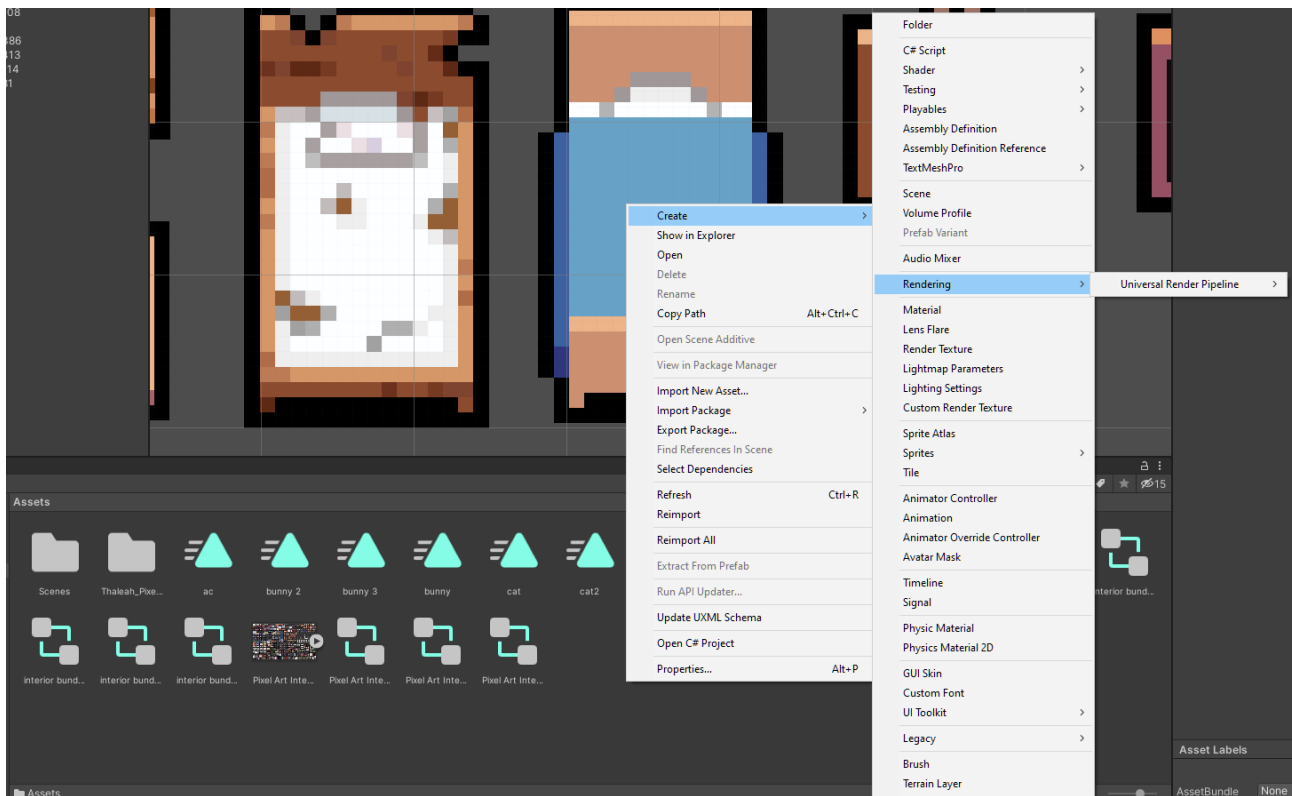 08
386
413
14
31
Folder
C# Script
Shader
Testing
Playables
Assembly Definition
Assembly Definition Reference
TextMeshPro
Scene
Volume Profile
Prefab Variant
Audio Mixer
Rendering
Universal Render Pipeline
Material
Lens Flare
Render Texture
Lightmap Parameters
Lighting Settings
Custom Render Texture
Sprite Atlas
Sprites
Tile
Animator Controller
Animation
Animator Override Controller
Avatar Mask
Timeline
Signal
Physic Material
Physics Material 2D
GUI Skin
Custom Font
UI Toolkit
Legacy
Brush
Terrain Layer
Create
Show in Explorer
Open
Delete
Rename
Copy Path Alt+Ctrl+C
Open Scene Additive
View in Package Manager
Import New Asset...
Import Package
Export Package...
Find References In Scene
Select Dependencies
Refresh Ctrl+R
Reimport
Reimport All
Extract From Prefab
Run API Updater...
Update UXML Schema
Open C# Project
Properties... Alt+P
15
Assets
Scenes Thaleah_Pixe... ac bunny 2 bunny 3 bunny cat cat2 nterior bund...
interior bund... interior bund... interior bund... Pixel Art Inte... Pixel Art Inte... Pixel Art Inte... Pixel Art Inte...
Assets
Asset Labels
AssetBundle None